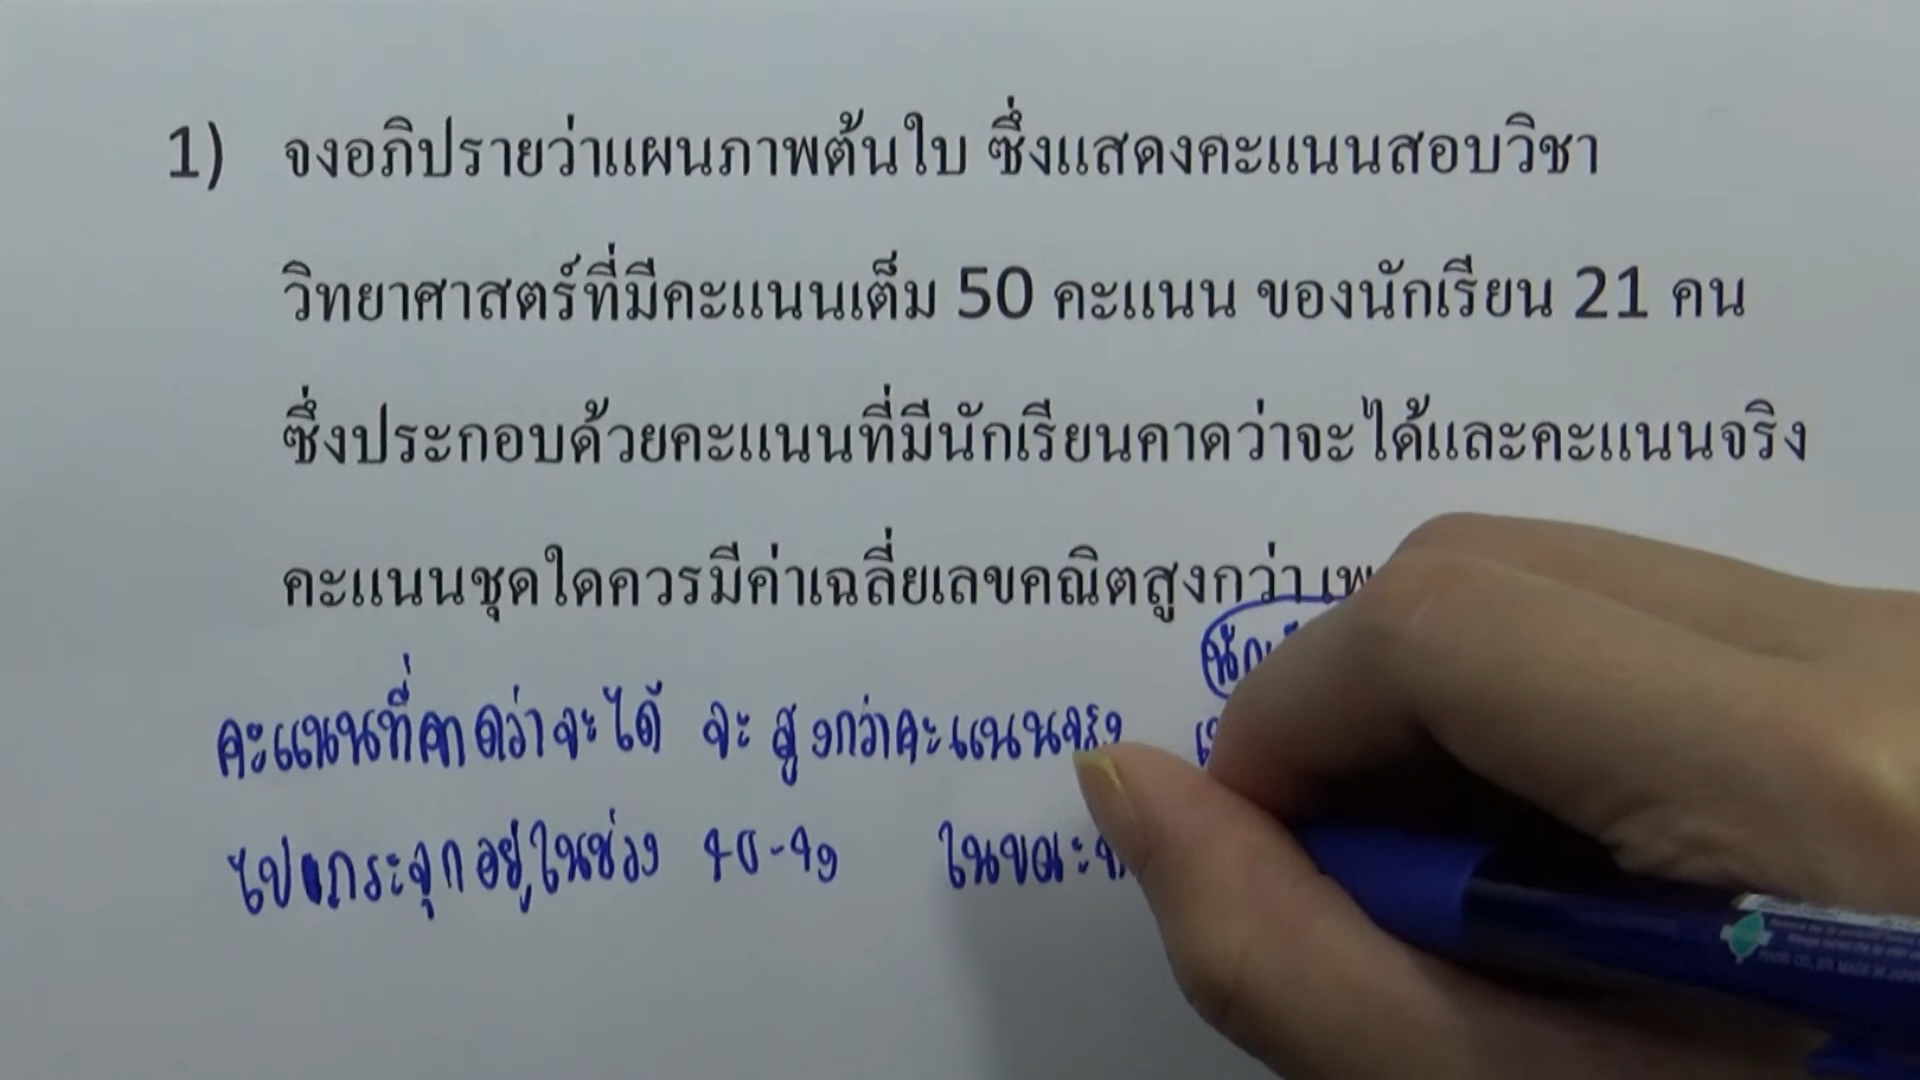 1) จงอภิปรายว่าแผนภาพต้นใบ ซึ่งแสดงคะแนนสอบวิชา
วิทยาศาสตร์ที่มีคะแนนเต็ม 50 คะแนน ของนักเรียน 21 คน
ซึ่งประกอบด้วยคะแนนที่มีนักเรียนคาดว่าจะได้และคะแนนจริง
คะแนนชุดใดควรมีค่าเฉลี่ยเลขคณิตสูงกว่า
คะแนนที่คาดว่าจะได้ จะสูงกว่าคะแนนจริง
ไปกระจุกอยู่ในช่วง 40-49 ในขณะ